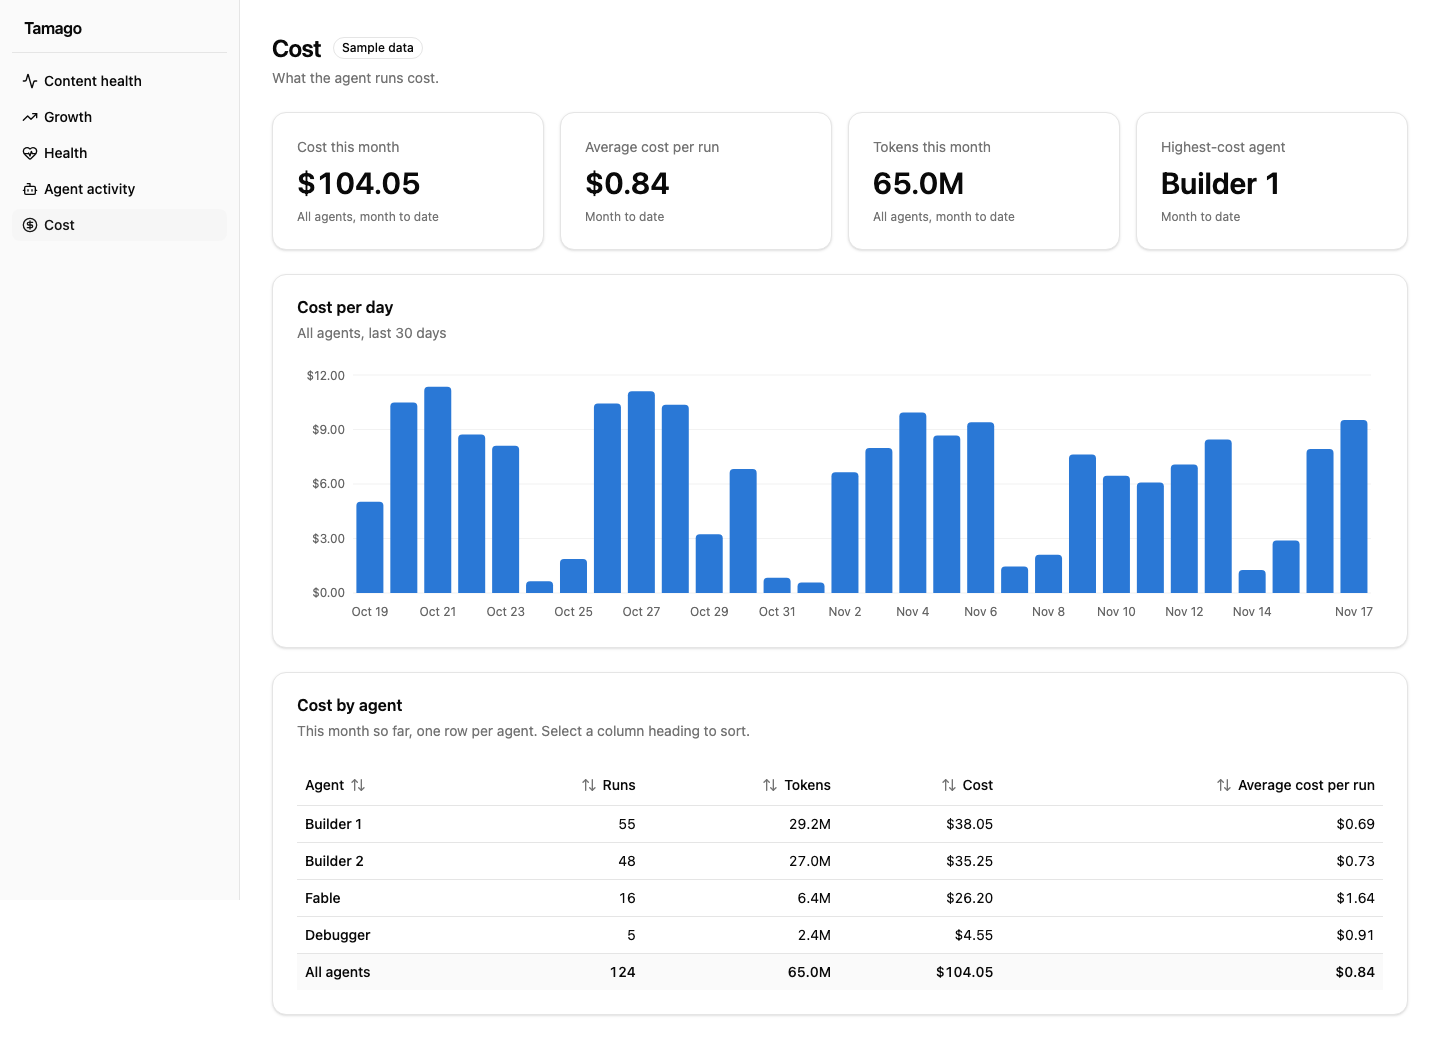 Tamago
Content health
Growth
Health
Agent activity
Cost
Cost Sample data
What the agent runs cost.
Cost this month
$104.05
All agents, month to date
Average cost per run
$0.84
Month to date
Tokens this month
65.0M
All agents, month to date
Highest-cost agent
Builder 1
Month to date
Cost per day
All agents, last 30 days
$12.00
$9.00
$6.00
$3.00
$0.00
Oct 19 Oct 21 Oct 23 Oct 25 Oct 27 Oct 29 Oct 31 Nov 2 Nov 4 Nov 6 Nov 8 Nov 10 Nov 12 Nov 14 Nov 17
Cost by agent
This month so far, one row per agent. Select a column heading to sort.
Agent Runs Tokens Cost Average cost per run
Builder 1 55 29.2M $38.05 $0.69
Builder 2 48 27.0M $35.25 $0.73
Fable 16 6.4M $26.20 $1.64
Debugger 5 2.4M $4.55 $0.91
All agents 124 65.0M $104.05 $0.84